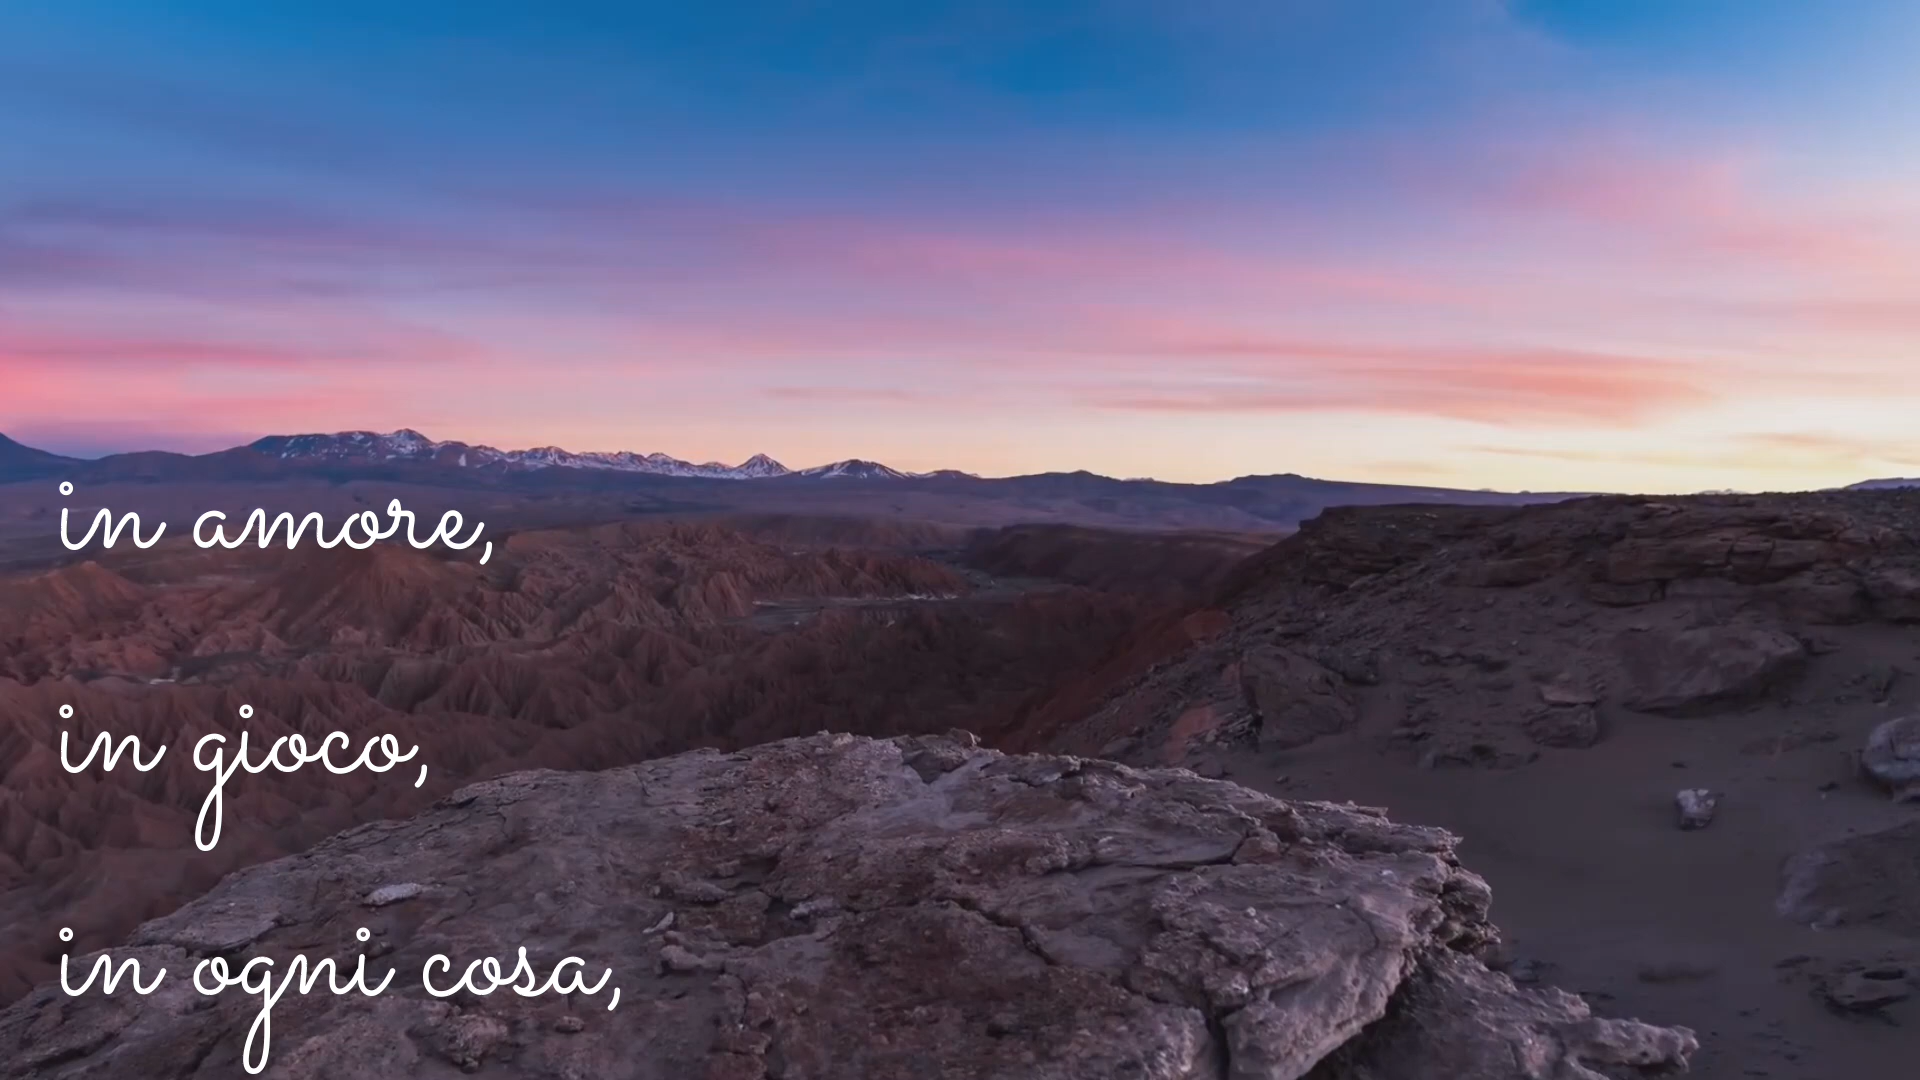 in amore,
in gioco,
in ogni cosa,